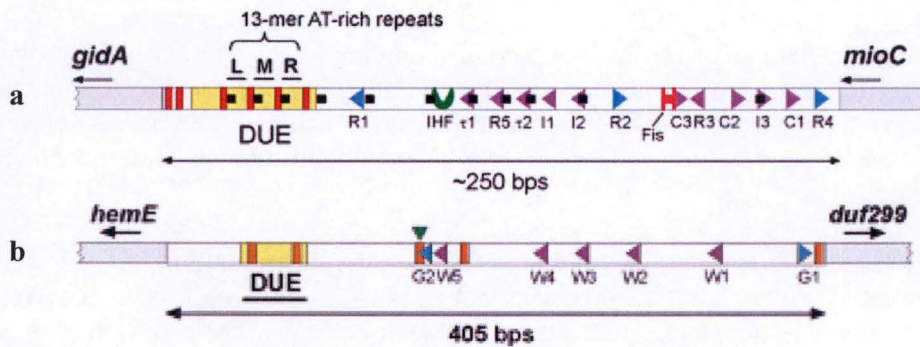 13-mer AT-rich repeats
gidA
L M R
mioC
a
DUE
R1 IHF τ1 R5 τ2 I1 I2 R2 Fis C3 R3 C2 I3 C1 R4
~250 bps
hemE
duf299
b
DUE
G2 W5 W4 W3 W2 W1 G1
405 bps